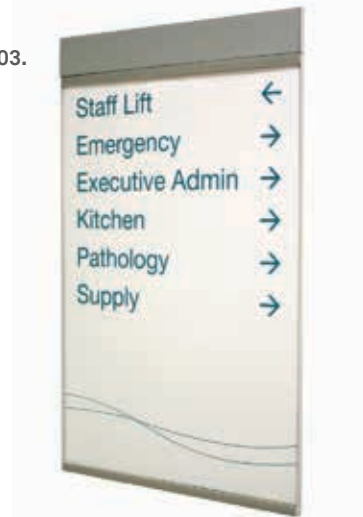 03.
Staff Lift ←
Emergency →
Executive Admin →
Kitchen →
Pathology →
Supply →